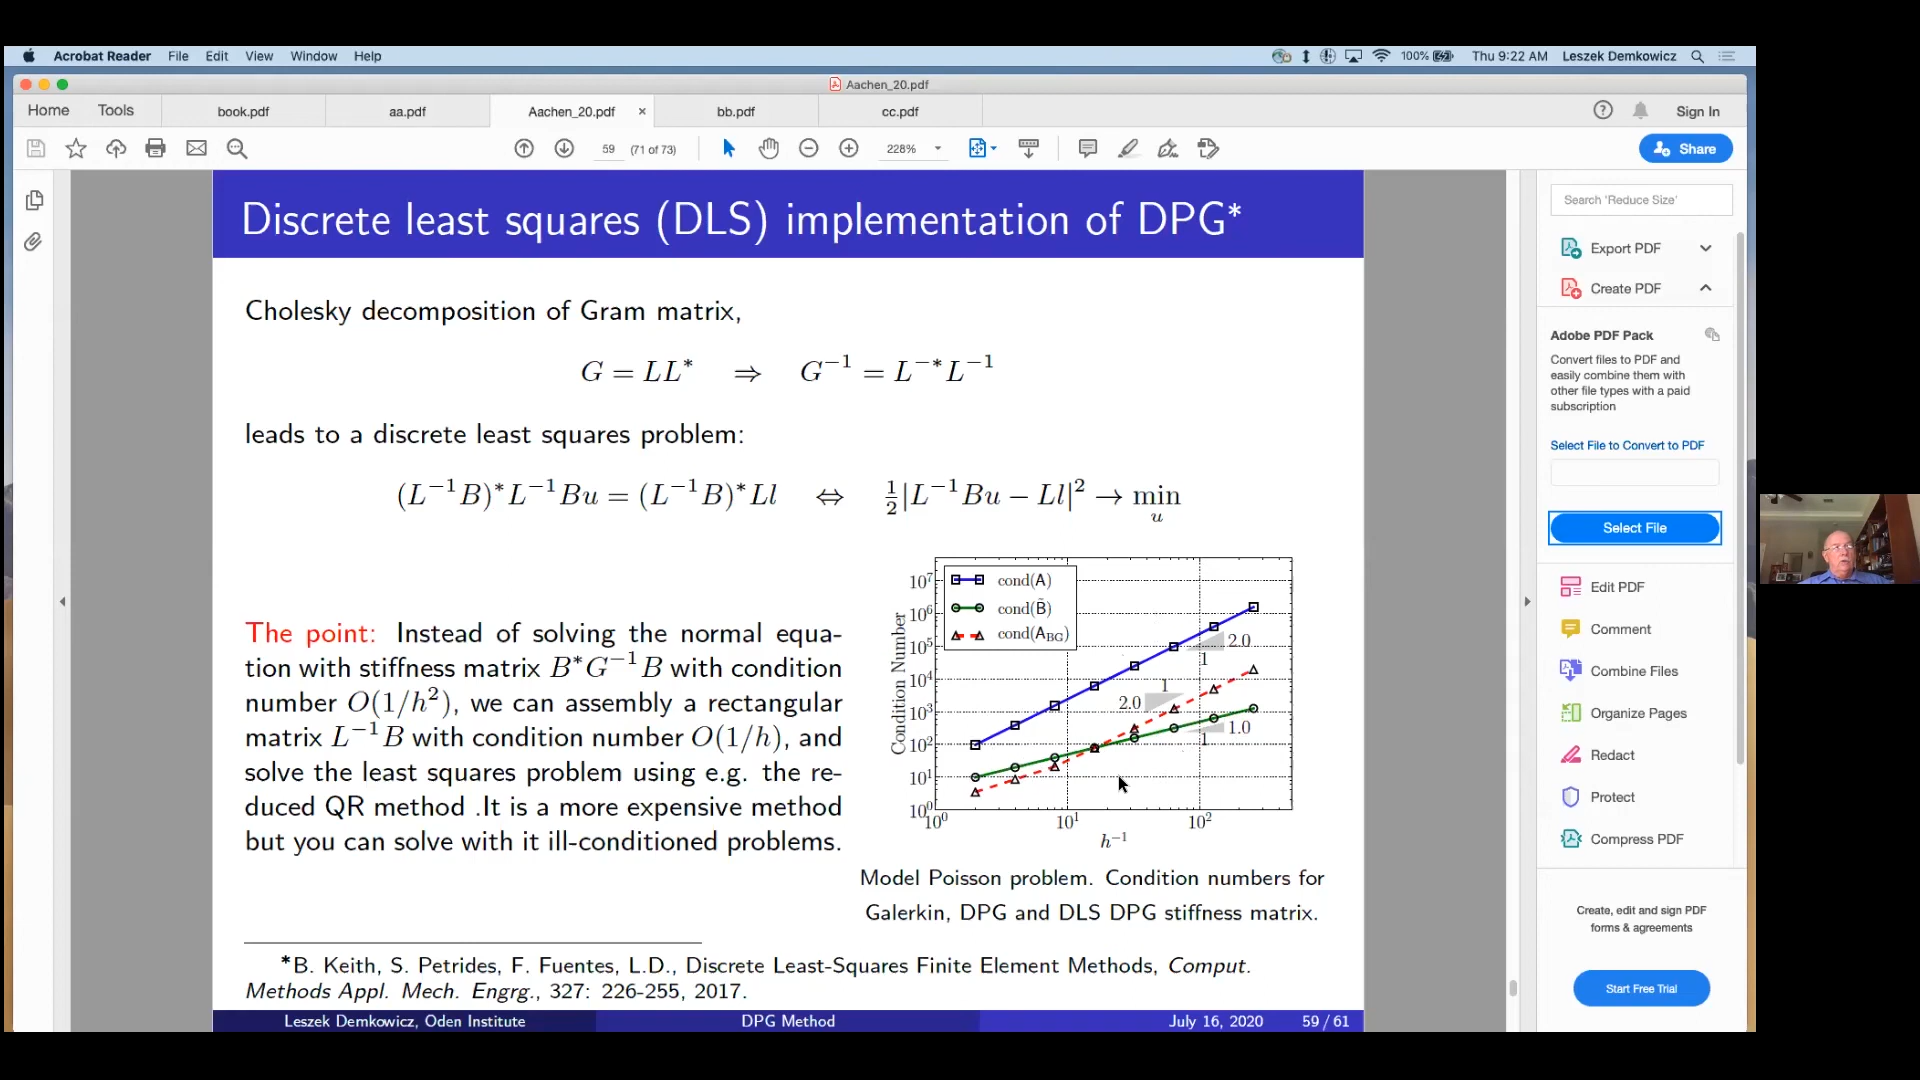 Acrobat Reader File Edit View Window Help 100% Thu 9:22 AM Leszek Demkowicz
Aachen_20.pdf
Home Tools book.pdf aa.pdf Aachen_20.pdf × bb.pdf cc.pdf Sign In
59 (71 of 73) 228% Share
Discrete least squares (DLS) implementation of DPG*
Cholesky decomposition of Gram matrix,
G = LL* ⇒ G⁻¹ = L⁻*L⁻¹
leads to a discrete least squares problem:
(L⁻¹B)*L⁻¹Bu = (L⁻¹B)*Ll ⇔ ½|L⁻¹Bu − Ll|² → min
u
The point: Instead of solving the normal equa-
tion with stiffness matrix B*G⁻¹B with condition
number O(1/h²), we can assembly a rectangular
matrix L⁻¹B with condition number O(1/h), and
solve the least squares problem using e.g. the re-
duced QR method .It is a more expensive method
but you can solve with it ill-conditioned problems.
Condition Number
10⁷
10⁶
10⁵
10⁴
10³
10²
10¹
10⁰
cond(A)
cond(B̃)
cond(A_BG)
2.0
1
1
2.0
1.0
1
10⁰ 10¹ 10²
h⁻¹
Model Poisson problem. Condition numbers for
Galerkin, DPG and DLS DPG stiffness matrix.
*B. Keith, S. Petrides, F. Fuentes, L.D., Discrete Least-Squares Finite Element Methods, Comput.
Methods Appl. Mech. Engrg., 327: 226-255, 2017.
Leszek Demkowicz, Oden Institute DPG Method July 16, 2020 59 / 61
Search 'Reduce Size'
Export PDF
Create PDF
Adobe PDF Pack
Convert files to PDF and
easily combine them with
other file types with a paid
subscription
Select File to Convert to PDF
Select File
Edit PDF
Comment
Combine Files
Organize Pages
Redact
Protect
Compress PDF
Create, edit and sign PDF
forms & agreements
Start Free Trial